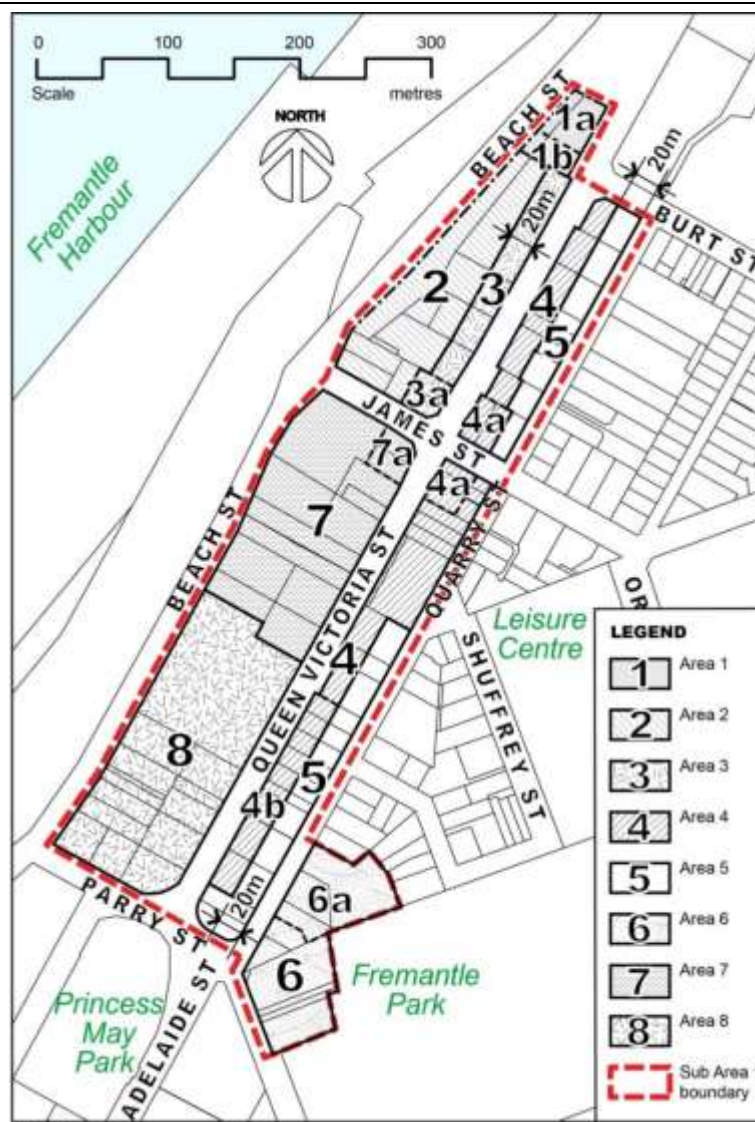 0 100 200 300
Scale metres
NORTH
Fremantle
Harbour
BEACH ST
1a
1b
20m
20m
BURT ST
2
3
4
5
3a
4a
JAMES ST
7a
4a
7
BEACH ST
QUEEN VICTORIA ST
QUARRY ST
Leisure
Centre
OR
SHUFFREY ST
4
8
5
4b
20m
6a
6
PARRY ST
ADELAIDE ST
Princess
May
Park
Fremantle
Park
LEGEND
1 Area 1
2 Area 2
3 Area 3
4 Area 4
5 Area 5
6 Area 6
7 Area 7
8 Area 8
Sub Area
boundary